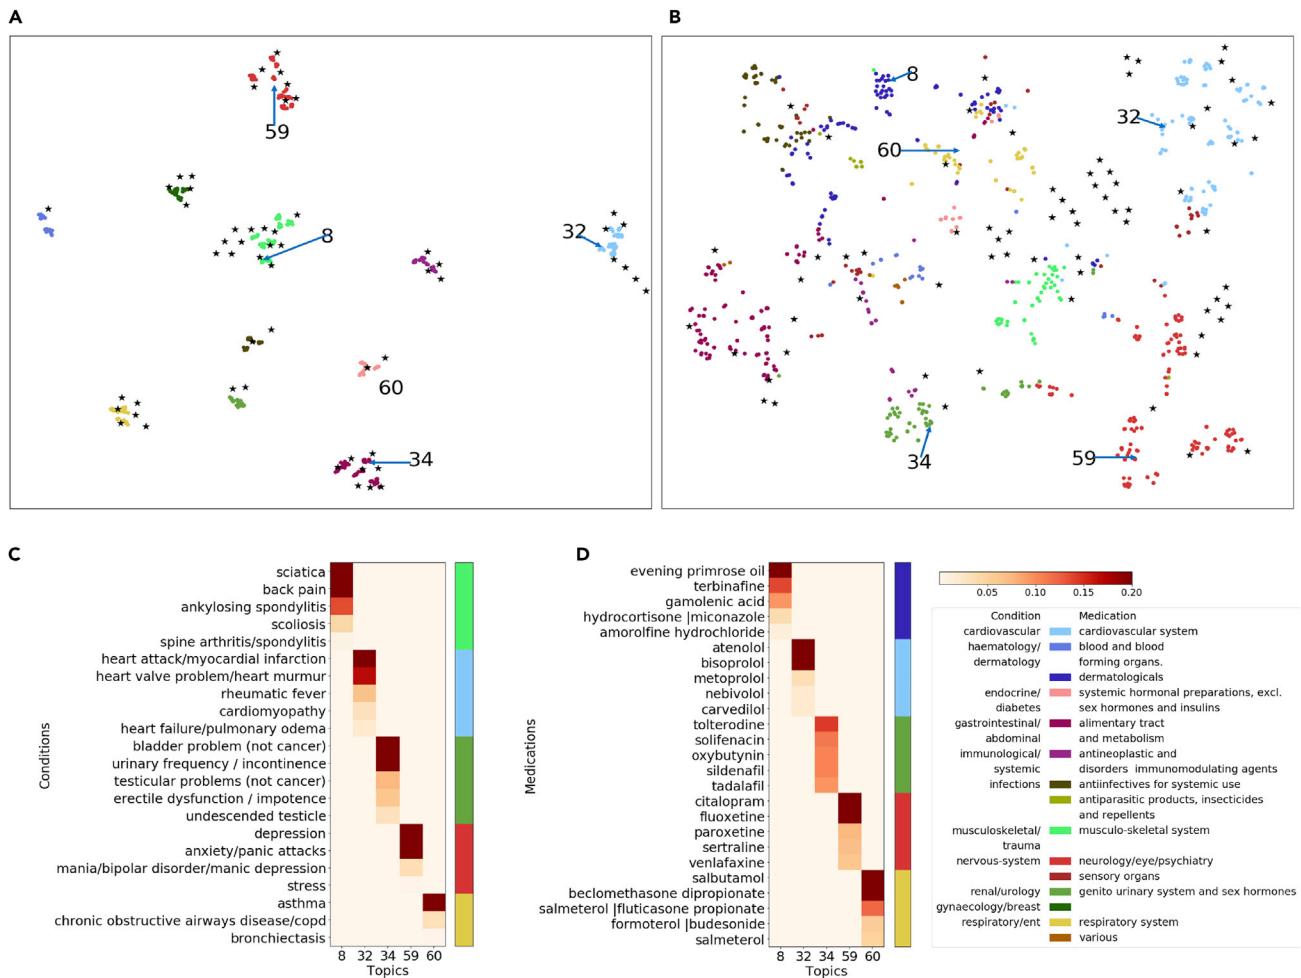 A
B
59
8
32
60
34
8
60
32
34
59
C
Conditions
sciatica
back pain
ankylosing spondylitis
scoliosis
spine arthritis/spondylitis
heart attack/myocardial infarction
heart valve problem/heart murmur
rheumatic fever
cardiomyopathy
heart failure/pulmonary odema
bladder problem (not cancer)
urinary frequency / incontinence
testicular problems (not cancer)
erectile dysfunction / impotence
undescended testicle
depression
anxiety/panic attacks
mania/bipolar disorder/manic depression
stress
asthma
chronic obstructive airways disease/copd
bronchiectasis
8 32 34 59 60
Topics
D
Medications
evening primrose oil
terbinafine
gamolenic acid
hydrocortisone |miconazole
amorolfine hydrochloride
atenolol
bisoprolol
metoprolol
nebivolol
carvedilol
tolterodine
solifenacin
oxybutynin
sildenafil
tadalafil
citalopram
fluoxetine
paroxetine
sertraline
venlafaxine
salbutamol
beclomethasone dipropionate
salmeterol |fluticasone propionate
formoterol |budesonide
salmeterol
8 32 34 59 60
Topics
0.05 0.10 0.15 0.20
Condition Medication
cardiovascular cardiovascular system
haematology/ blood and blood
dermatology forming organs.
dermatologicals
endocrine/ systemic hormonal preparations, excl.
diabetes sex hormones and insulins
gastrointestinal/ alimentary tract
abdominal and metabolism
immunological/ antineoplastic and
systemic disorders immunomodulating agents
infections antiinfectives for systemic use
antiparasitic products, insecticides
and repellents
musculoskeletal/ musculo-skeletal system
trauma
nervous-system neurology/eye/psychiatry
sensory organs
renal/urology genito urinary system and sex hormones
gynaecology/breast
respiratory/ent respiratory system
various